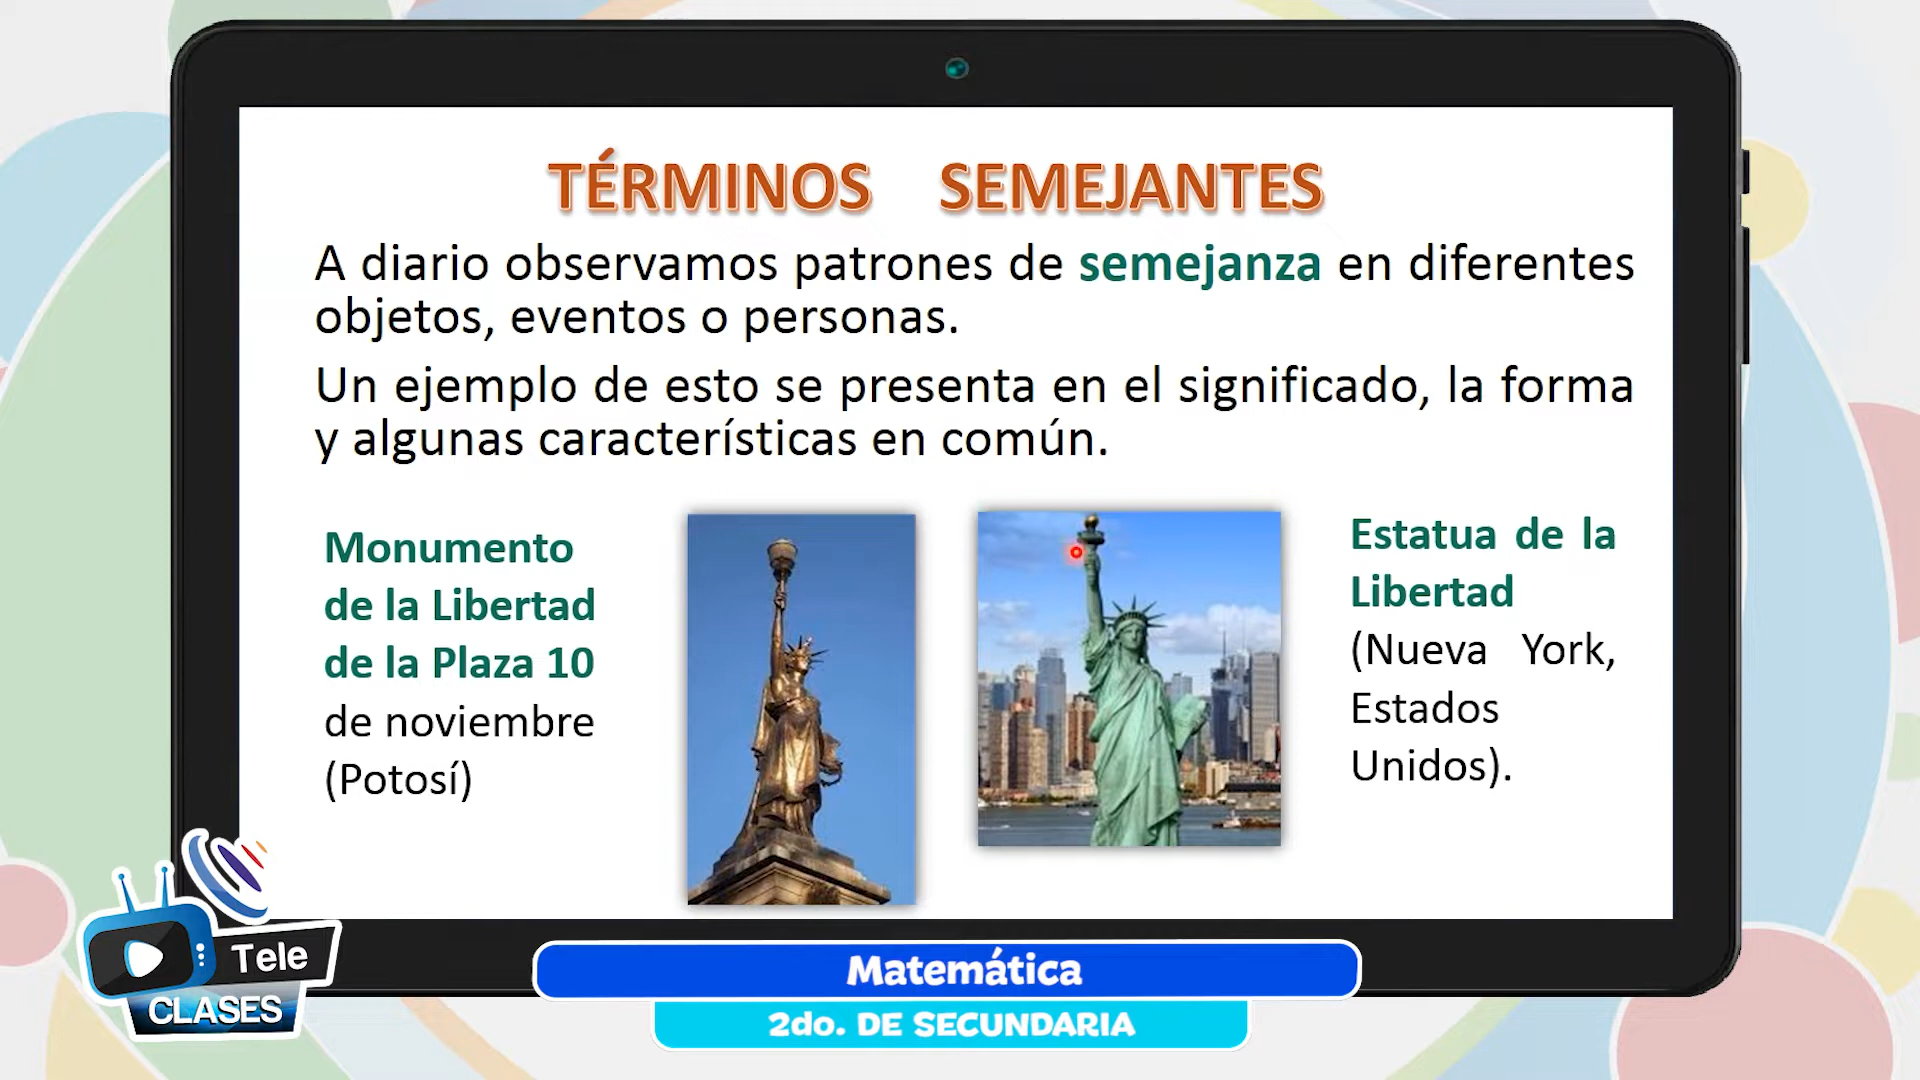 TÉRMINOS SEMEJANTES
A diario observamos patrones de semejanza en diferentes
objetos, eventos o personas.
Un ejemplo de esto se presenta en el significado, la forma
y algunas características en común.
Monumento
de la Libertad
de la Plaza 10
de noviembre
(Potosí)
Estatua de la
Libertad
(Nueva York,
Estados
Unidos).
Tele
CLASES
Matemática
2do. DE SECUNDARIA